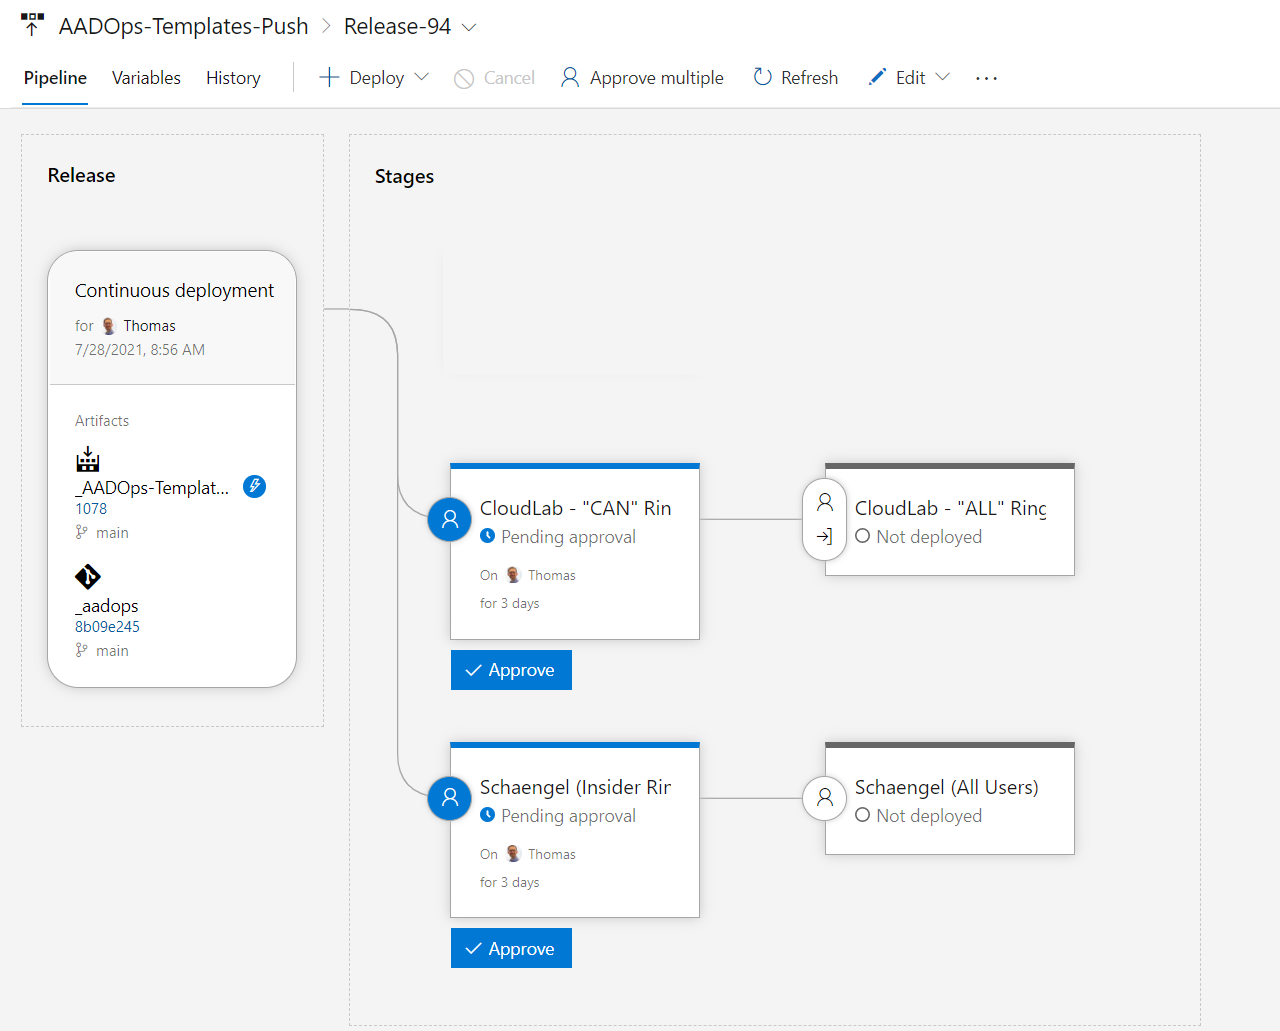 AADOps-Templates-Push > Release-94
Pipeline Variables History Deploy Cancel Approve multiple Refresh Edit ...
Release
Continuous deployment
for Thomas
7/28/2021, 8:56 AM
Artifacts
_AADOps-Templat...
1078
main
_aadops
8b09e245
main
Stages
CloudLab - "CAN" Rin
Pending approval
On Thomas
for 3 days
Approve
CloudLab - "ALL" Ring
Not deployed
Schaengel (Insider Rin
Pending approval
On Thomas
for 3 days
Approve
Schaengel (All Users)
Not deployed